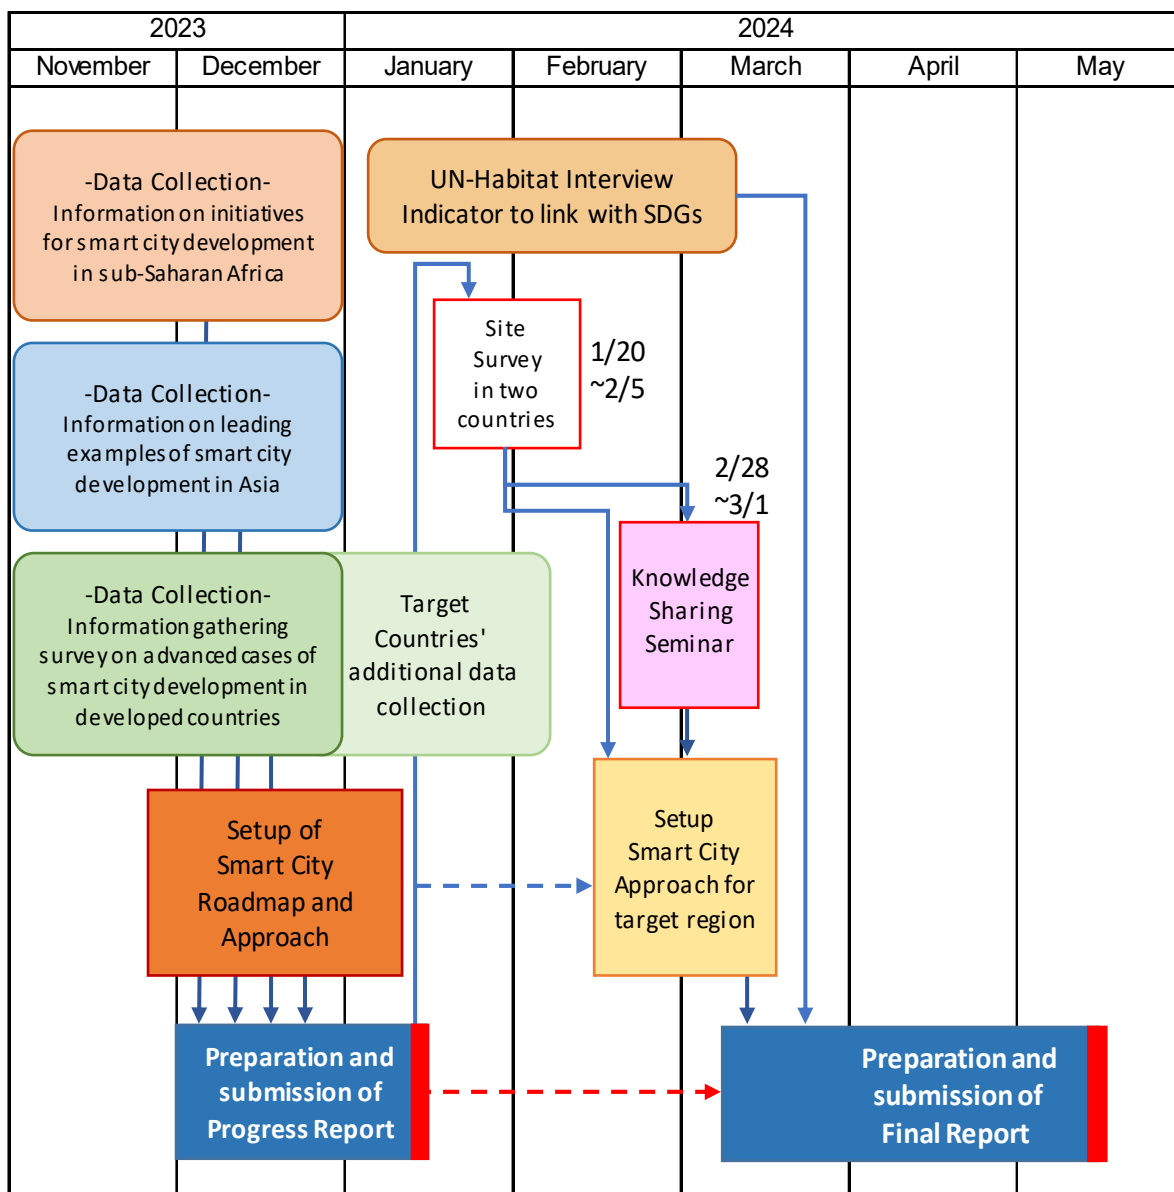 2023
2024
November
December
January
February
March
April
May
-Data Collection-
Information on initiatives
for smart city development
in sub-Saharan Africa
UN-Habitat Interview
Indicator to link with SDGs
Site
Survey
in two
countries
1/20
~2/5
-Data Collection-
Information on leading
examples of smart city
development in Asia
2/28
~3/1
Knowledge
Sharing
Seminar
-Data Collection-
Information gathering
survey on advanced cases of
smart city development in
developed countries
Target
Countries'
additional data
collection
Setup of
Smart City
Roadmap and
Approach
Setup
Smart City
Approach for
target region
Preparation and
submission of
Progress Report
Preparation and
submission of
Final Report